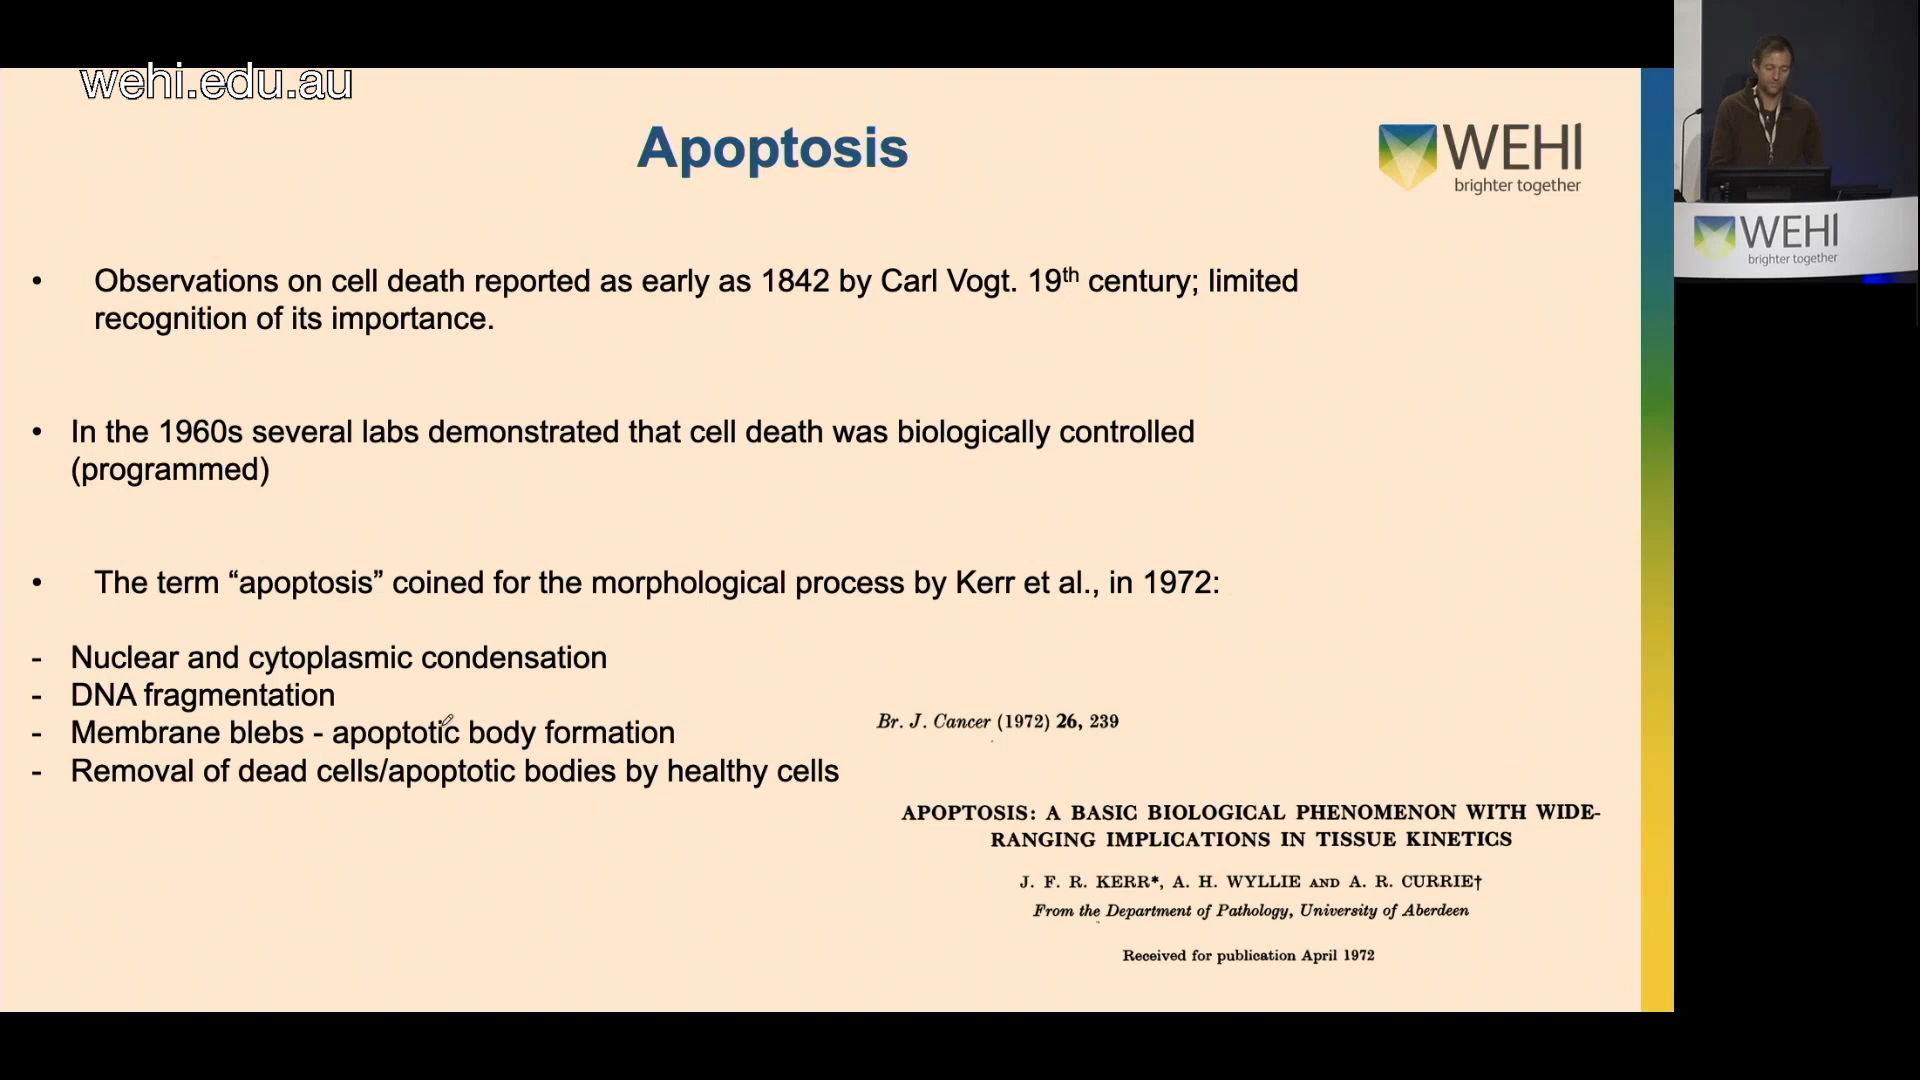 wehi.edu.au
Apoptosis
WEHI
brighter together
• Observations on cell death reported as early as 1842 by Carl Vogt. 19th century; limited
recognition of its importance.
• In the 1960s several labs demonstrated that cell death was biologically controlled
(programmed)
• The term “apoptosis” coined for the morphological process by Kerr et al., in 1972:
- Nuclear and cytoplasmic condensation
- DNA fragmentation
- Membrane blebs - apoptotic body formation
- Removal of dead cells/apoptotic bodies by healthy cells
Br. J. Cancer (1972) 26, 239
APOPTOSIS: A BASIC BIOLOGICAL PHENOMENON WITH WIDE-
RANGING IMPLICATIONS IN TISSUE KINETICS
J. F. R. KERR*, A. H. WYLLIE AND A. R. CURRIE†
From the Department of Pathology, University of Aberdeen
Received for publication April 1972
WEHI
brighter together